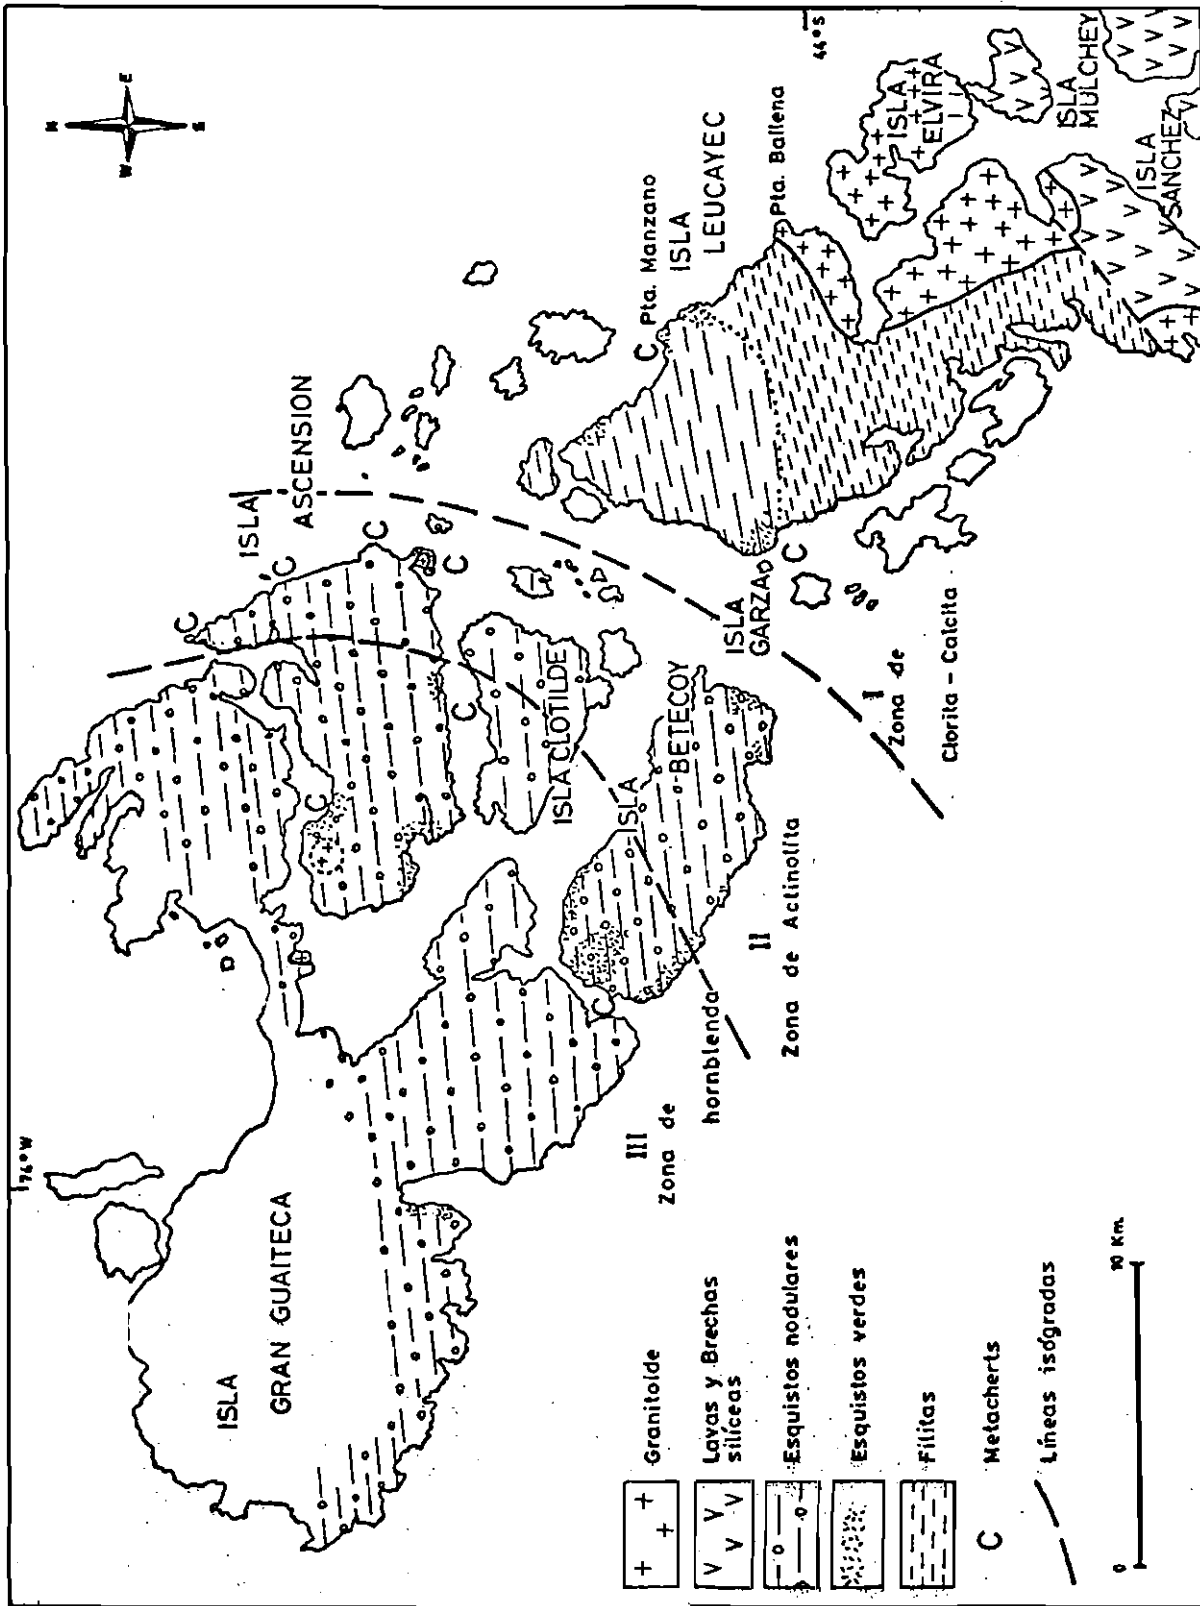 74°W
44°S
N
E
S
W
ISLA
GRAN GUAITECA
ISLA
ASCENSION
ISLA CLOTILDE
ISLA
BETECOY
ISLA
GARZA
C Pta. Manzano
ISLA
LEUCAYEC
Pta. Ballena
ISLA
ELVIRA
ISLA
MULCHEY
ISLA
SANCHEZ
C
C
C
C
C
C
C
C
III
Zona de
hornblenda
II
Zona de Actinolita
I
Zona de
Clorita - Calcita
Granitoide
Lavas y Brechas
silíceas
Esquistos nodulares
Esquistos verdes
Filitas
C Metacherts
Líneas isógradas
0 10 Km.